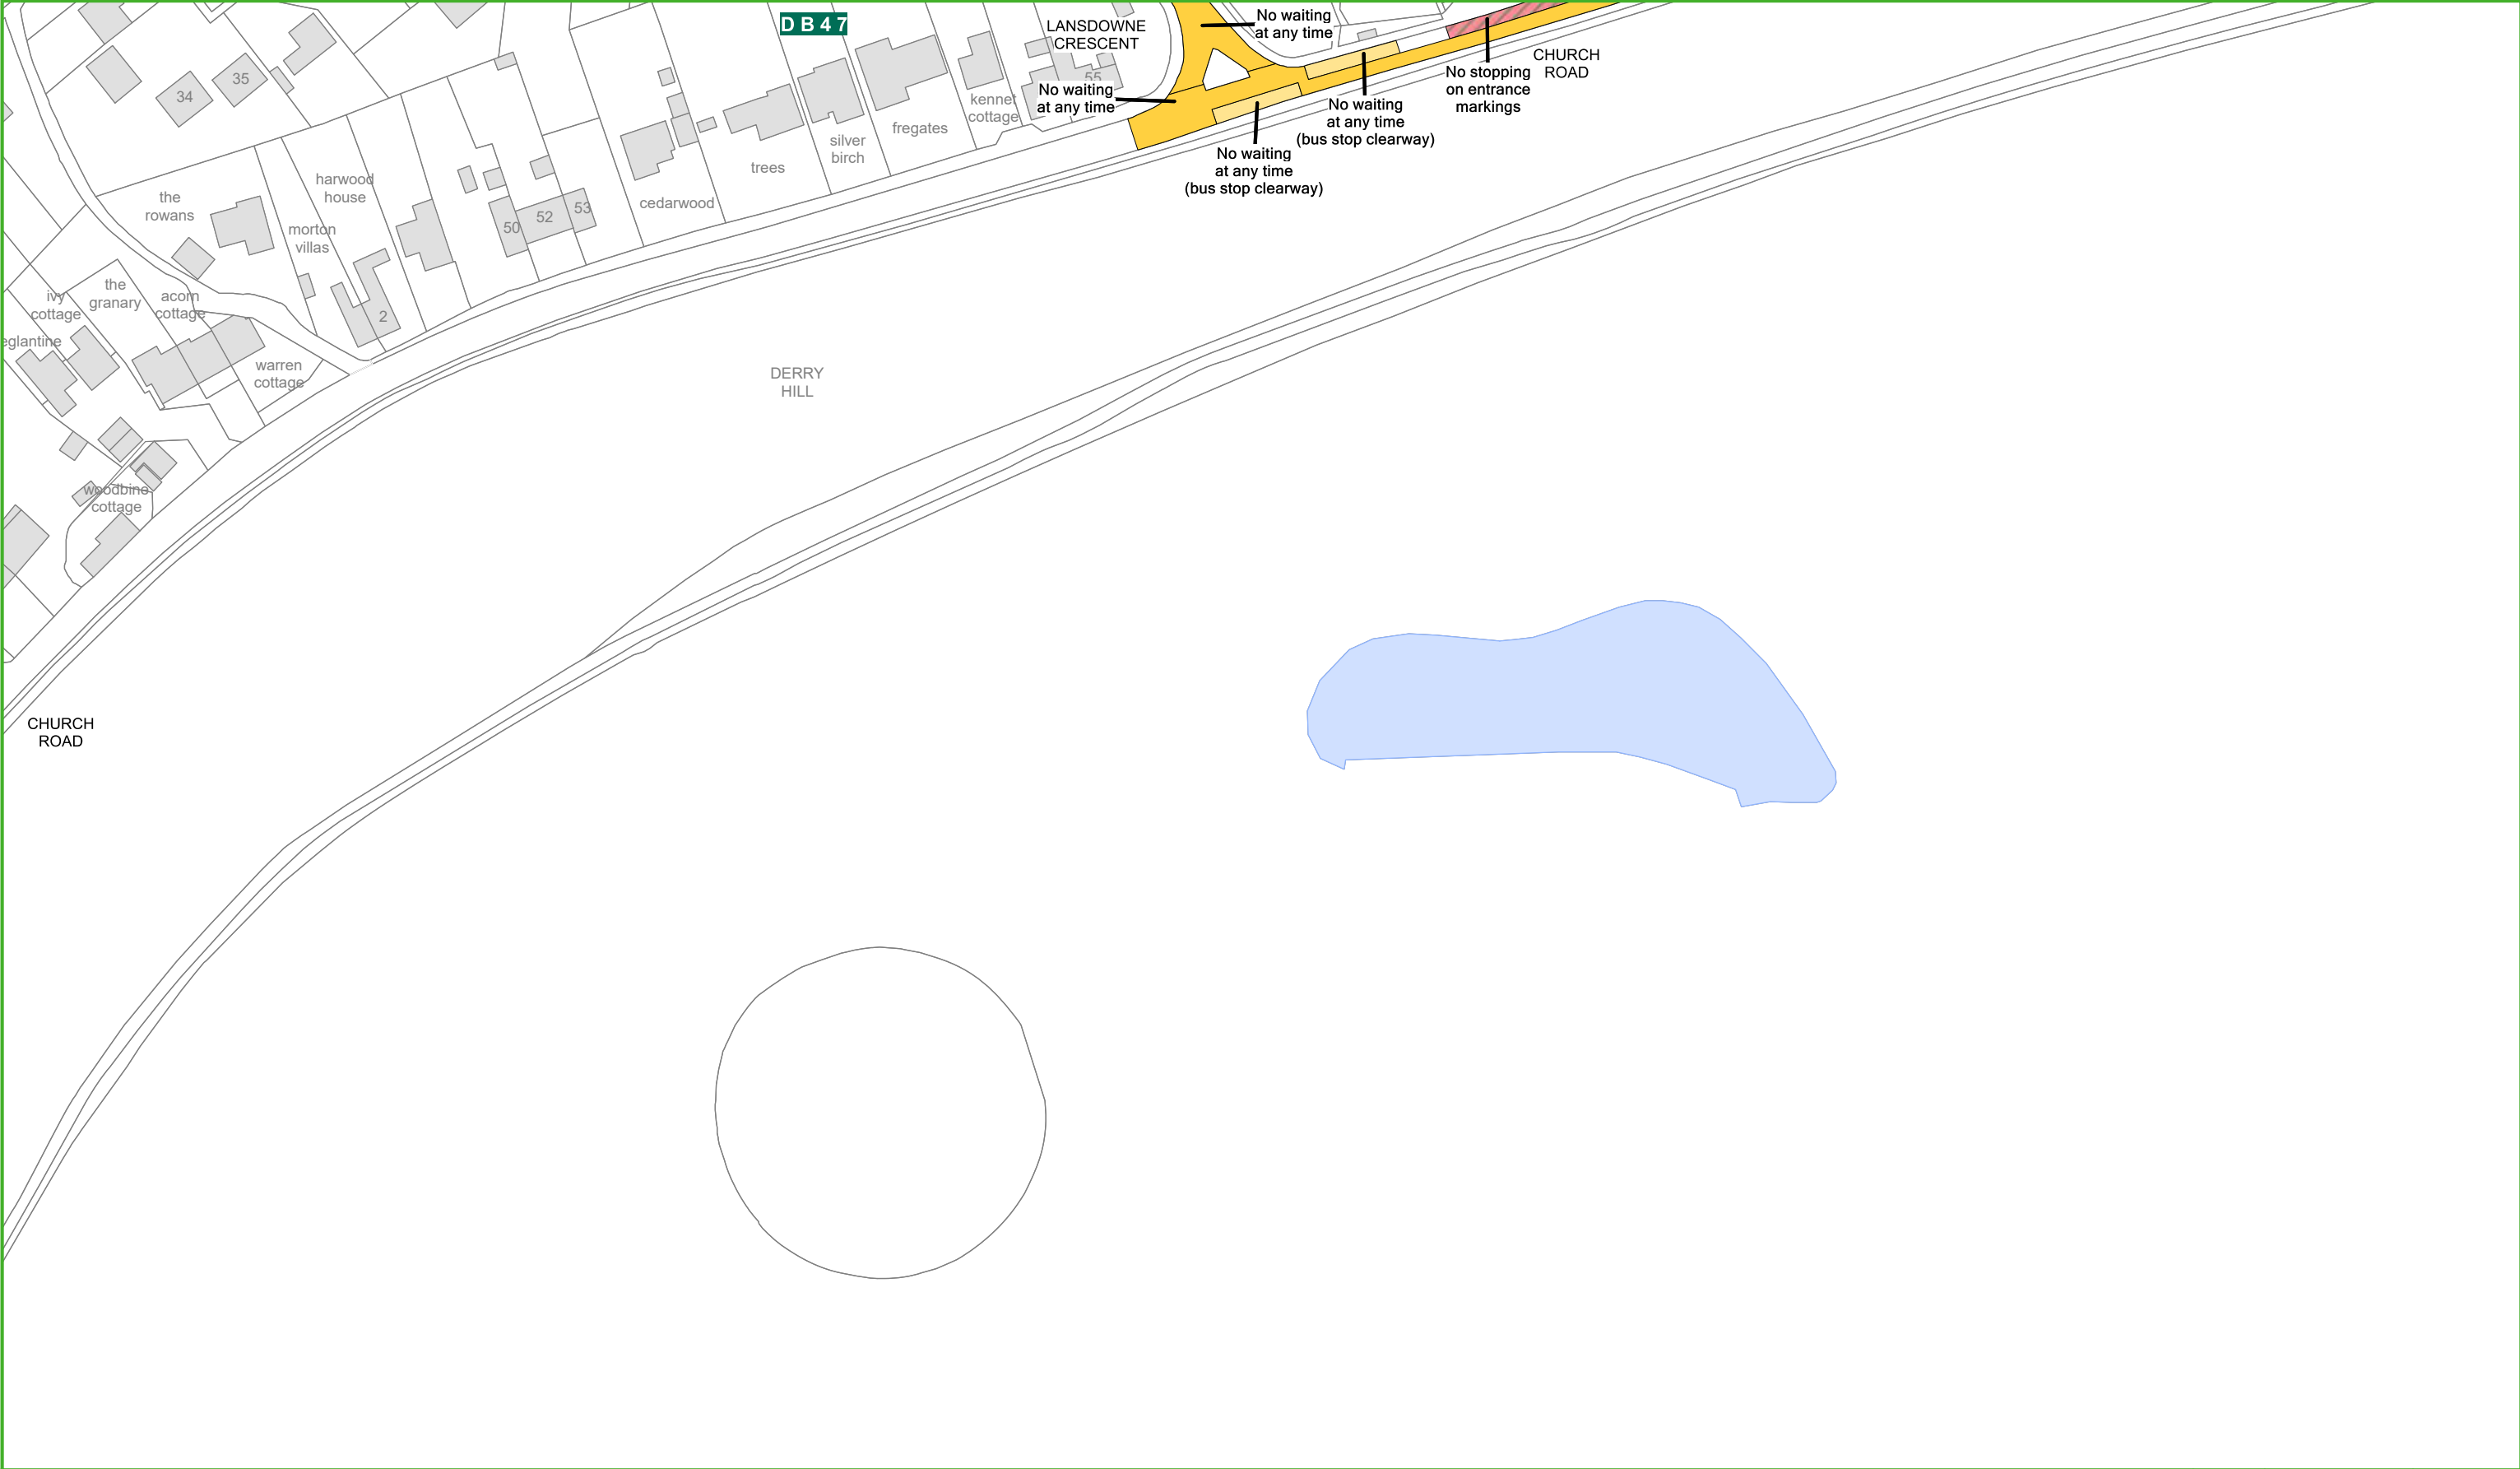 D B 4 7
LANSDOWNE
CRESCENT
No waiting
at any time
CHURCH
ROAD
No stopping
on entrance
markings
No waiting
at any time
No waiting
at any time
(bus stop clearway)
No waiting
at any time
(bus stop clearway)
55
kennet
cottage
fregates
silver
birch
trees
cedarwood
35
34
harwood
house
the
rowans
morton
villas
50
52
53
2
the
granary
acorn
cottage
ivy
cottage
eglantine
warren
cottage
woodbine
cottage
DERRY
HILL
CHURCH
ROAD